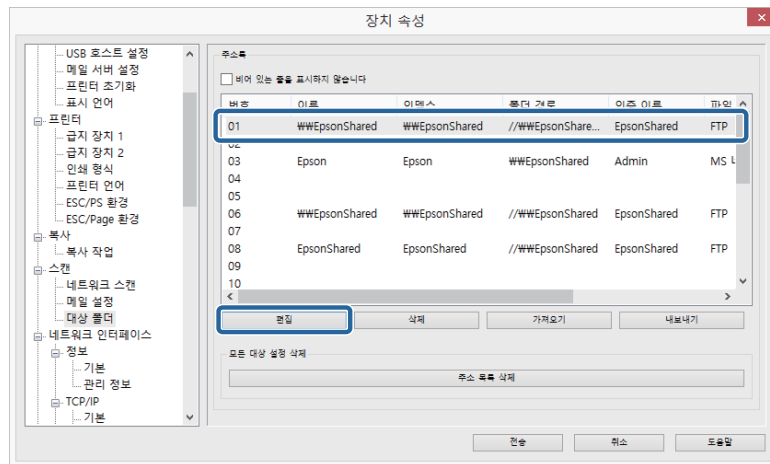 장치 속성
USB 호스트 설정
메일 서버 설정
프린터 초기화
표시 언어
프린터
급지 장치 1
급지 장치 2
인쇄 형식
프린터 언어
ESC/PS 환경
ESC/Page 환경
복사
복사 작업
스캔
네트워크 스캔
메일 설정
대상 폴더
네트워크 인터페이스
정보
기본
관리 정보
TCP/IP
기본
주소록
비어 있는 줄을 표시하지 않습니다
번호 이름 인덱스 폴더 경로 인증 이름 파일
01 ₩₩EpsonShared ₩₩EpsonShared //₩₩EpsonShare... EpsonShared FTP
02
03 Epson Epson ₩₩EpsonShared Admin MS
04
05
06 ₩₩EpsonShared ₩₩EpsonShared //₩₩EpsonShared EpsonShared FTP
07
08 EpsonShared EpsonShared //₩₩EpsonShared EpsonShared FTP
09
10
편집 삭제 가져오기 내보내기
모든 대상 설정 삭제
주소 목록 삭제
전송 취소 도움말